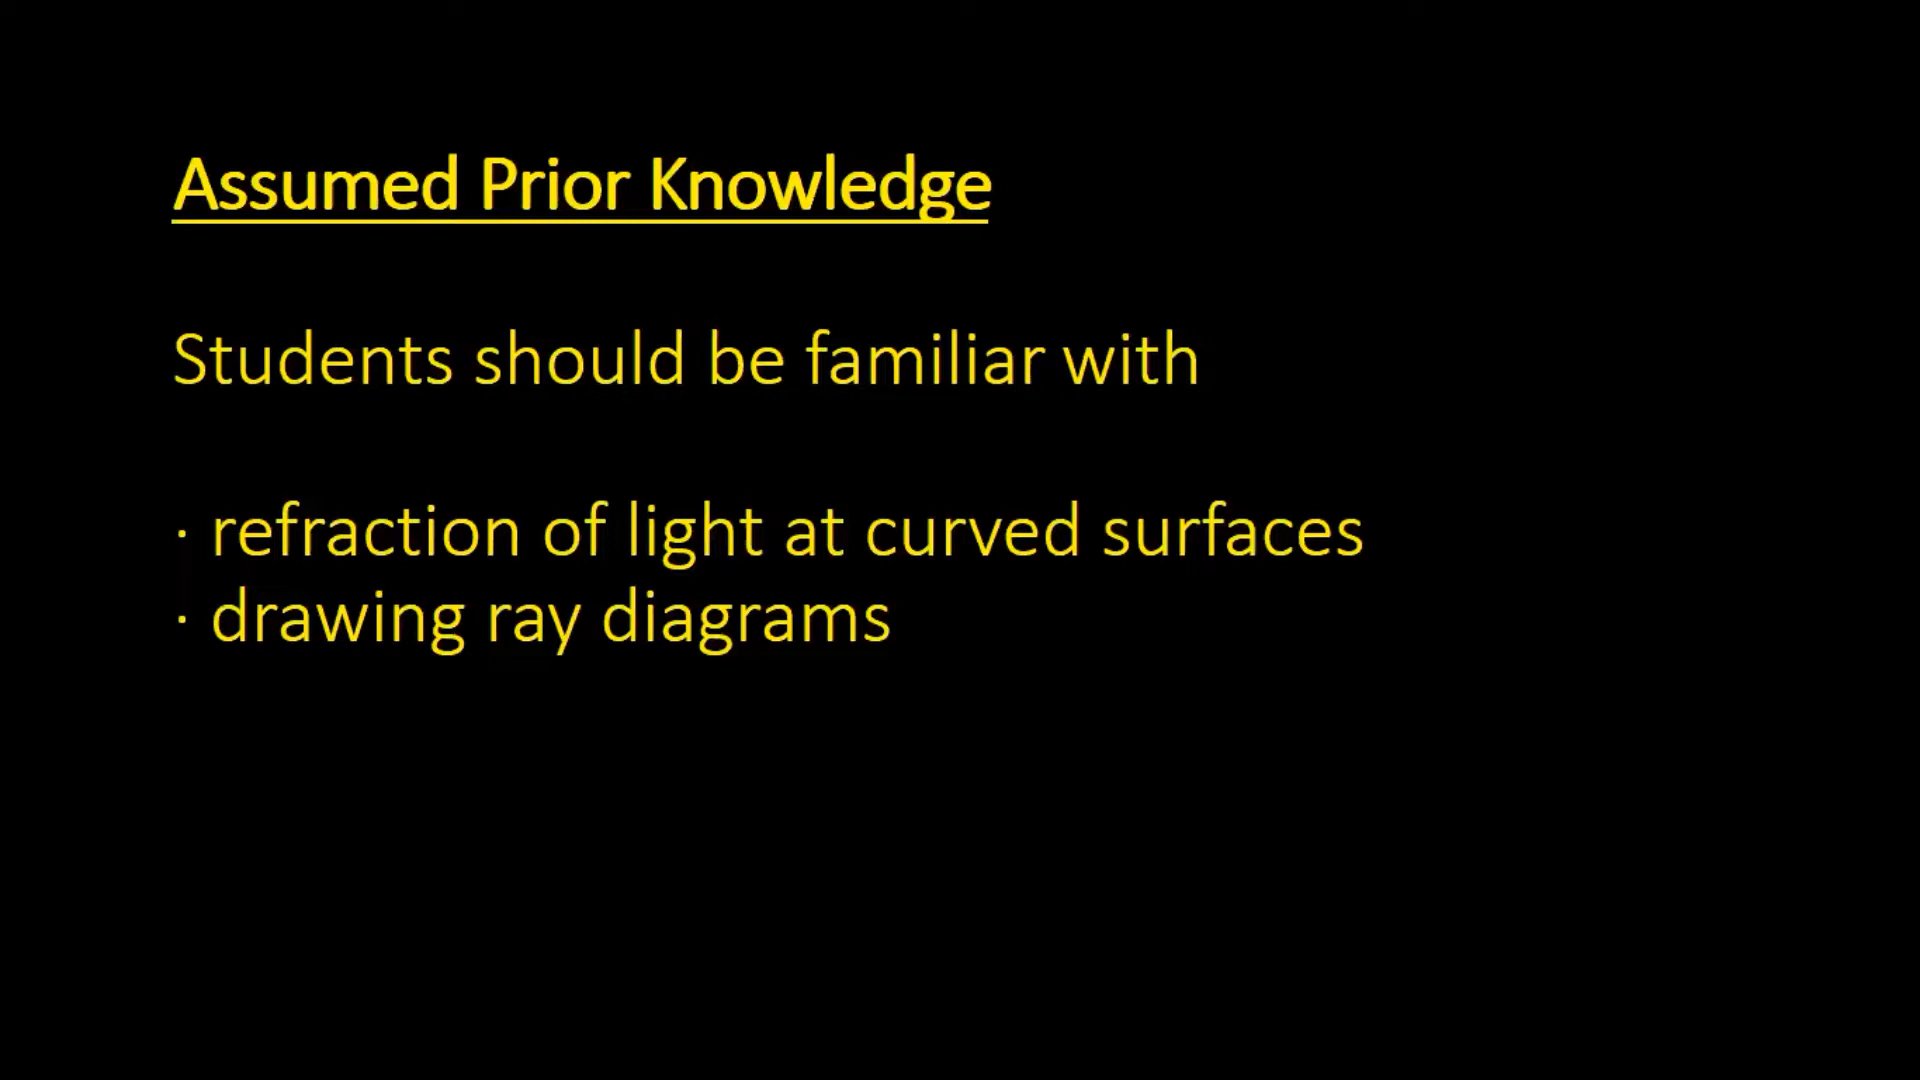 Assumed Prior Knowledge
Students should be familiar with
· refraction of light at curved surfaces
· drawing ray diagrams